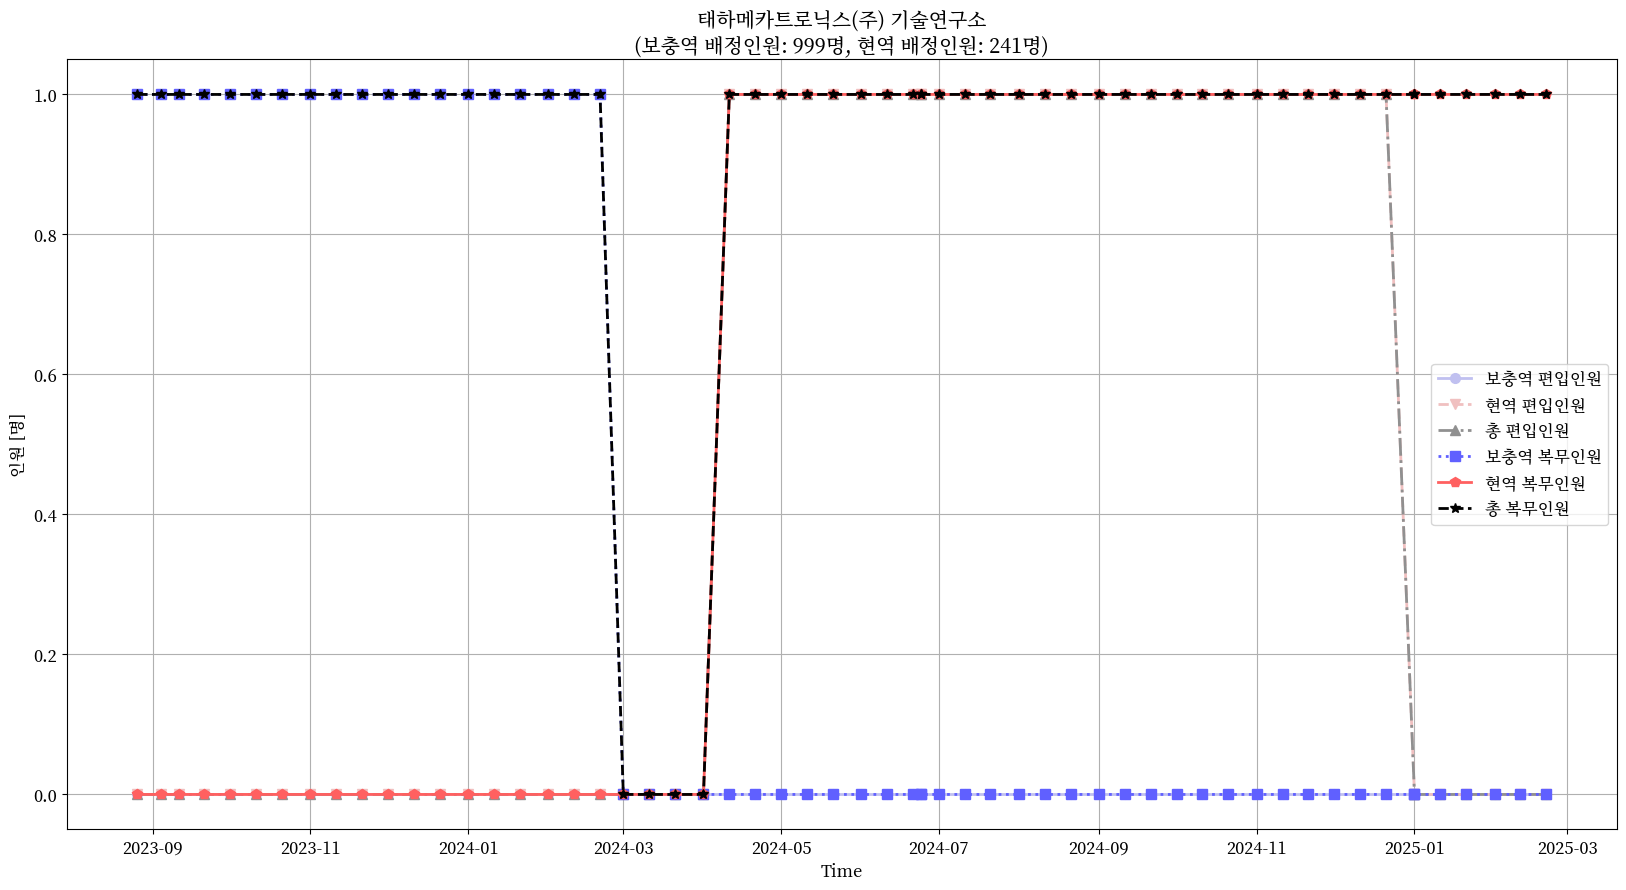 태하메카트로닉스(주) 기술연구소
(보충역 배정인원: 999명, 현역 배정인원: 241명)
1.0
0.8
0.6
0.4
0.2
0.0
인원 [명]
보충역 편입인원
현역 편입인원
총 편입인원
보충역 복무인원
현역 복무인원
총 복무인원
2023-09 2023-11 2024-01 2024-03 2024-05 2024-07 2024-09 2024-11 2025-01 2025-03
Time